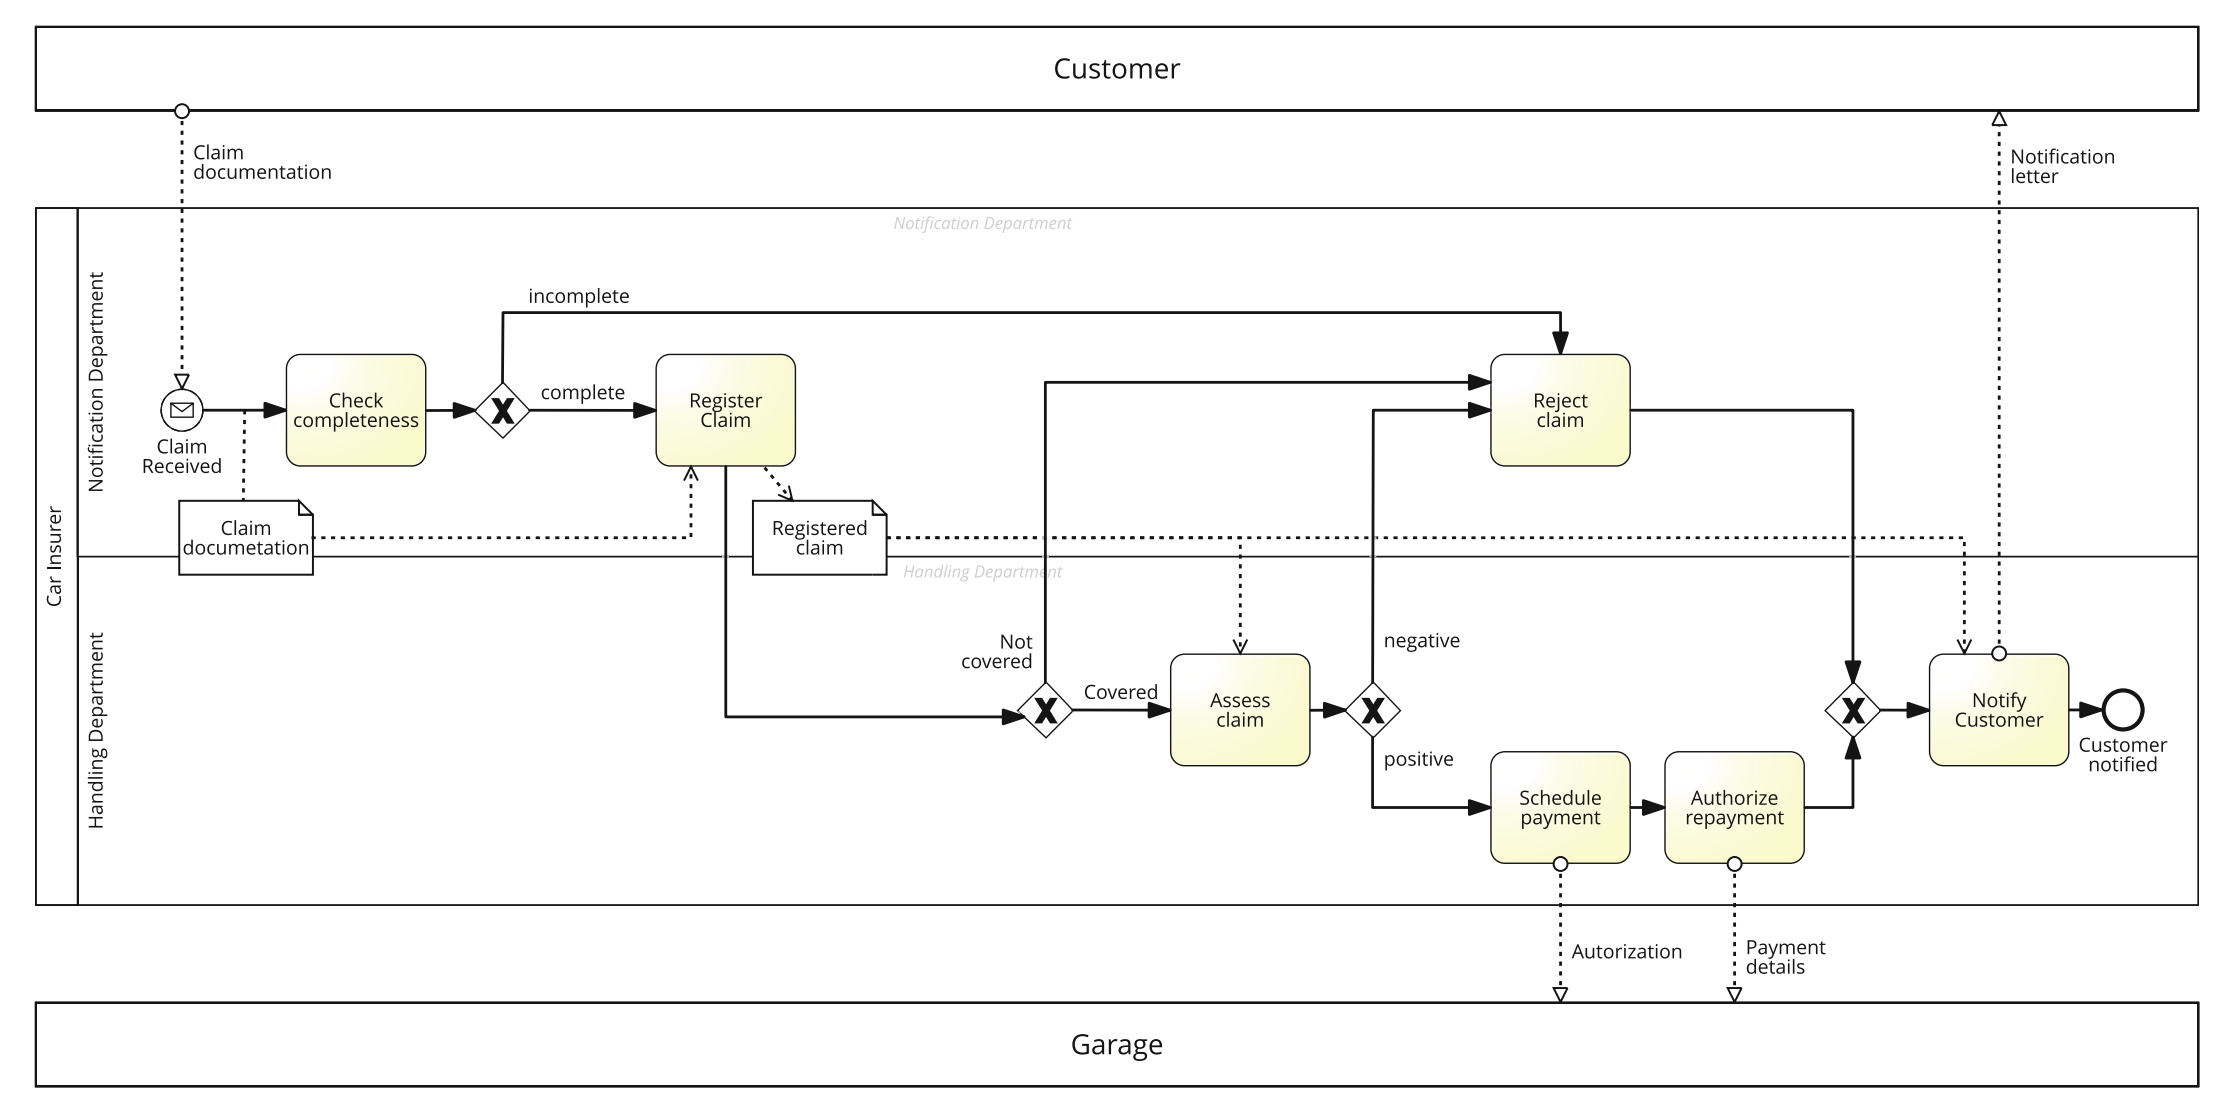 Customer
Claim
documentation
Notification
letter
Car Insurer
Notification Department
Notification Department
incomplete
complete
Claim
Received
Check
completeness
Register
Claim
Reject
claim
Claim
documetation
Registered
claim
Handling Department
Handling Department
Not
covered
Covered
Assess
claim
negative
positive
Notify
Customer
Customer
notified
Schedule
payment
Authorize
repayment
Autorization
Payment
details
Garage